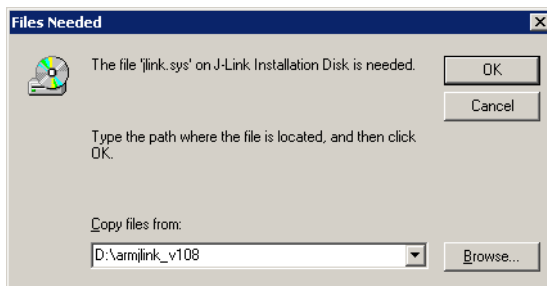 Files Needed
The file 'jlink.sys' on J-Link Installation Disk is needed.
OK
Cancel
Type the path where the file is located, and then click
OK.
Copy files from:
D:\armjlink_v108
Browse...